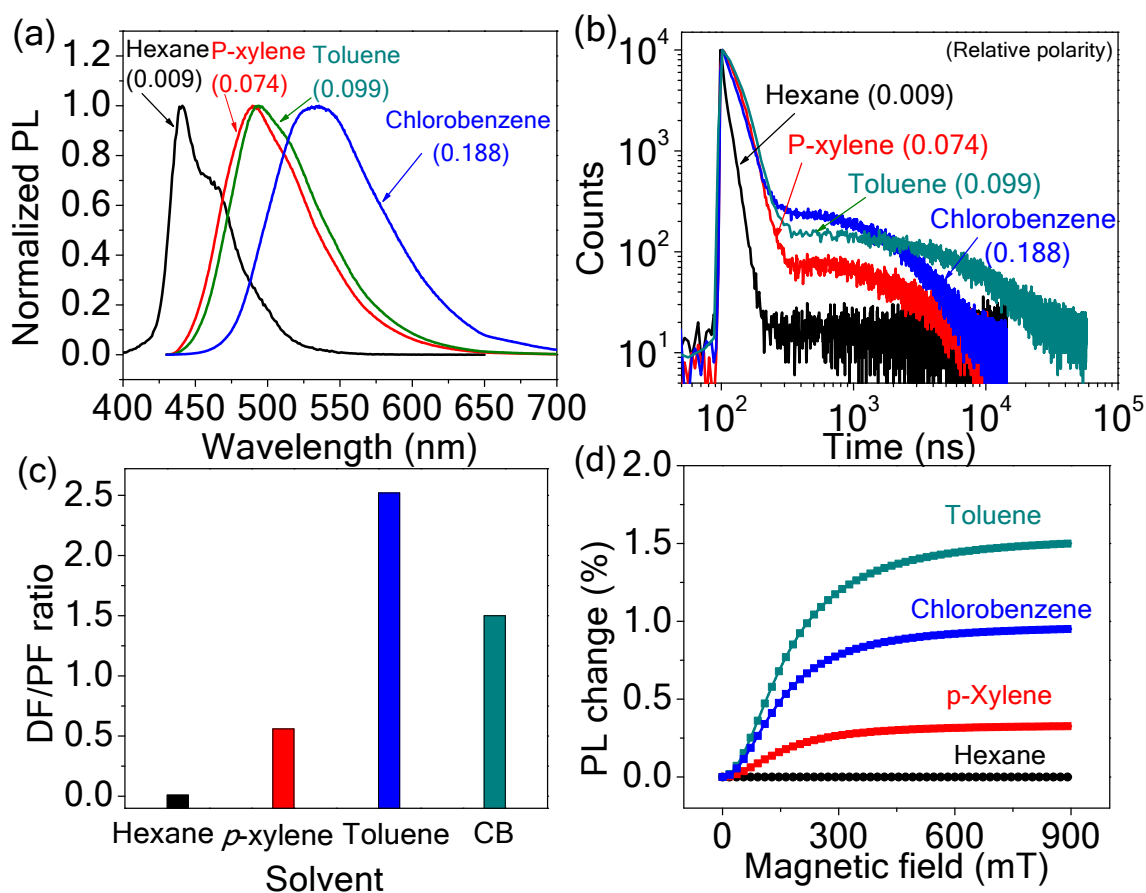 (a)
Hexane
(0.009)
P-xylene
(0.074)
Toluene
(0.099)
Chlorobenzene
(0.188)
Normalized PL
1.2
1.0
0.8
0.6
0.4
0.2
0.0
400 450 500 550 600 650 700
Wavelength (nm)
(b)
(Relative polarity)
Hexane (0.009)
P-xylene (0.074)
Toluene (0.099)
Chlorobenzene
(0.188)
Counts
10^4
10^3
10^2
10^1
10^2 10^3 10^4 10^5
Time (ns)
(c)
DF/PF ratio
2.5
2.0
1.5
1.0
0.5
0.0
Hexane p-xylene Toluene CB
Solvent
(d)
PL change (%)
2.0
1.5
1.0
0.5
0.0
Toluene
Chlorobenzene
p-Xylene
Hexane
0 300 600 900
Magnetic field (mT)